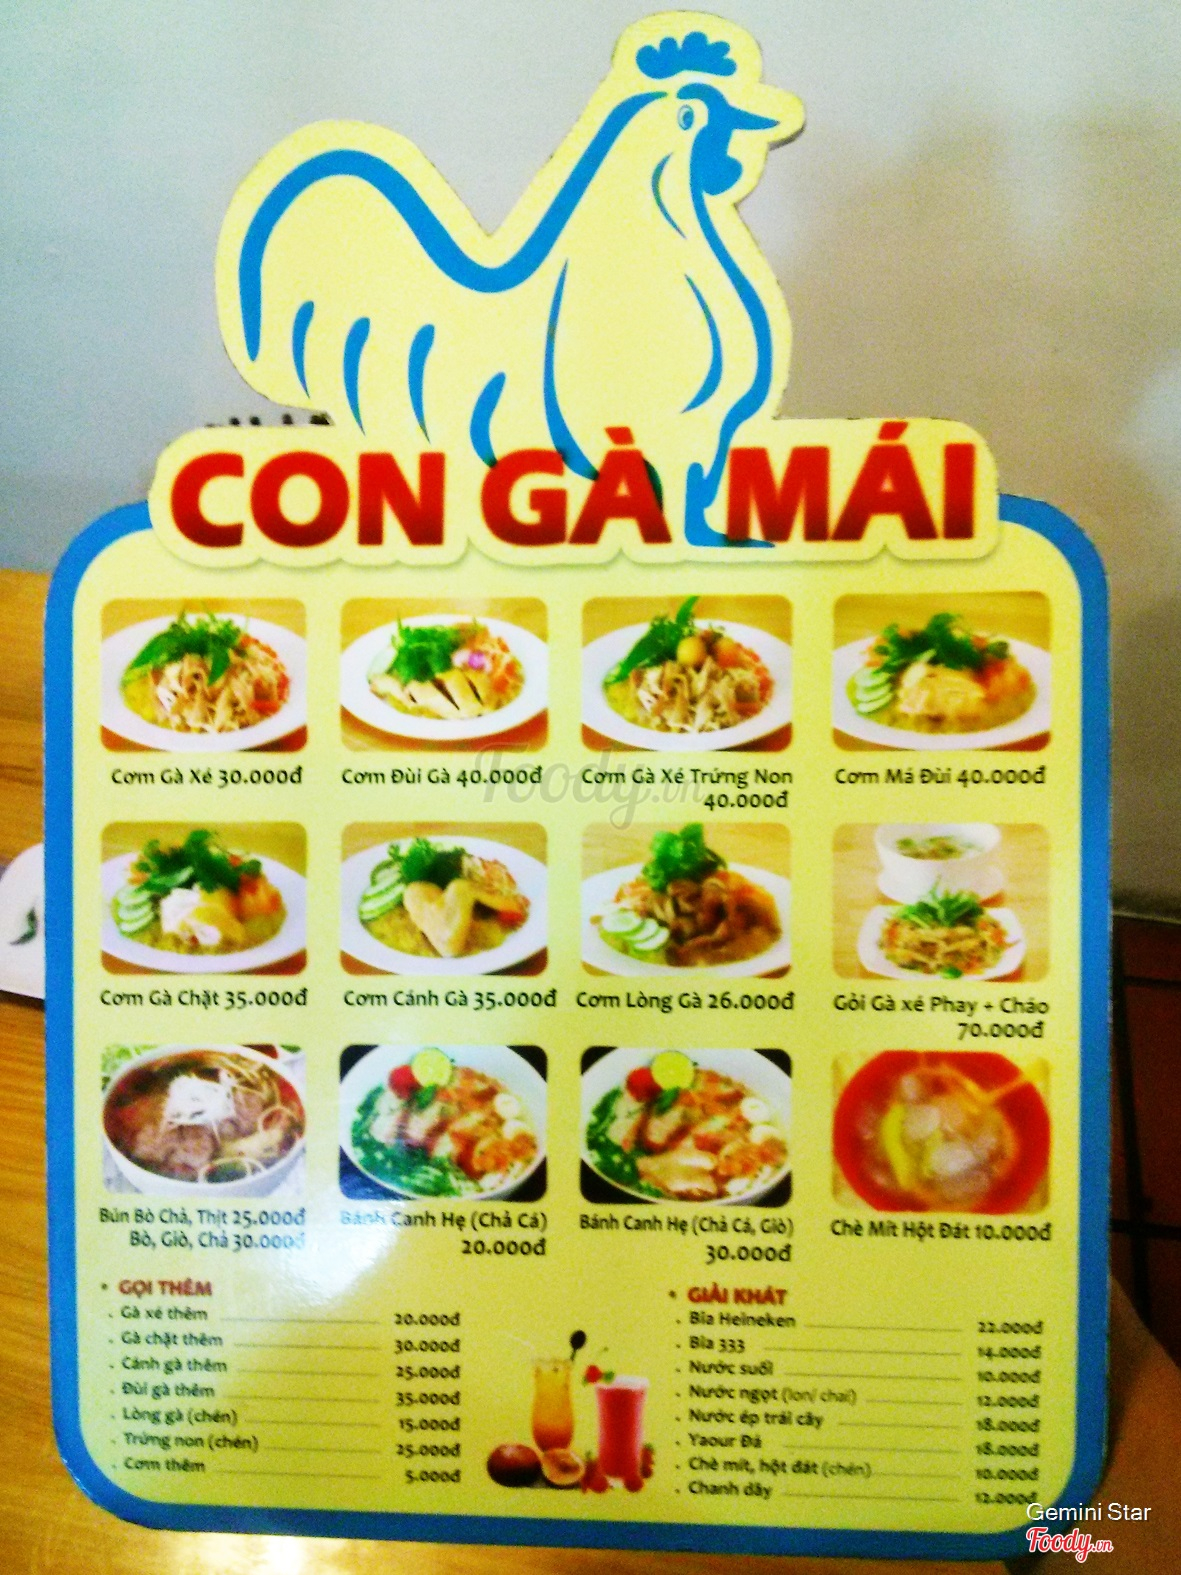 CON GÀ MÁI
Cơm Gà Xé 30.000đ
Cơm Đùi Gà 40.000đ
Cơm Gà Xé Trứng Non
40.000đ
Cơm Má Đùi 40.000đ
Cơm Gà Chặt 35.000đ
Cơm Cánh Gà 35.000đ
Cơm Lòng Gà 26.000đ
Gỏi Gà xé Phay + Cháo
70.000đ
Bún Bò Chả, Thịt 25.000đ
Bò, Giò, Chả 30.000đ
Bánh Canh Hẹ (Chả Cá)
20.000đ
Bánh Canh Hẹ (Chả Cá, Giò)
30.000đ
Chè Mít Hột Đát 10.000đ
• GỌI THÊM
. Gà xé thêm 20.000đ
. Gà chặt thêm 30.000đ
. Cánh gà thêm 25.000đ
. Đùi gà thêm 35.000đ
. Lòng gà (chén) 15.000đ
. Trứng non (chén) 25.000đ
. Cơm thêm 5.000đ
• GIẢI KHÁT
. Bia Heineken 22.000đ
. Bia 333 14.000đ
. Nước suối 10.000đ
. Nước ngọt (lon/ chai) 12.000đ
. Nước ép trái cây 18.000đ
. Yaour Đá 18.000đ
. Chè mít, hột đát (chén) 10.000đ
. Chanh dây 12.000đ
Foody.vn
Gemini Star
Foody.vn